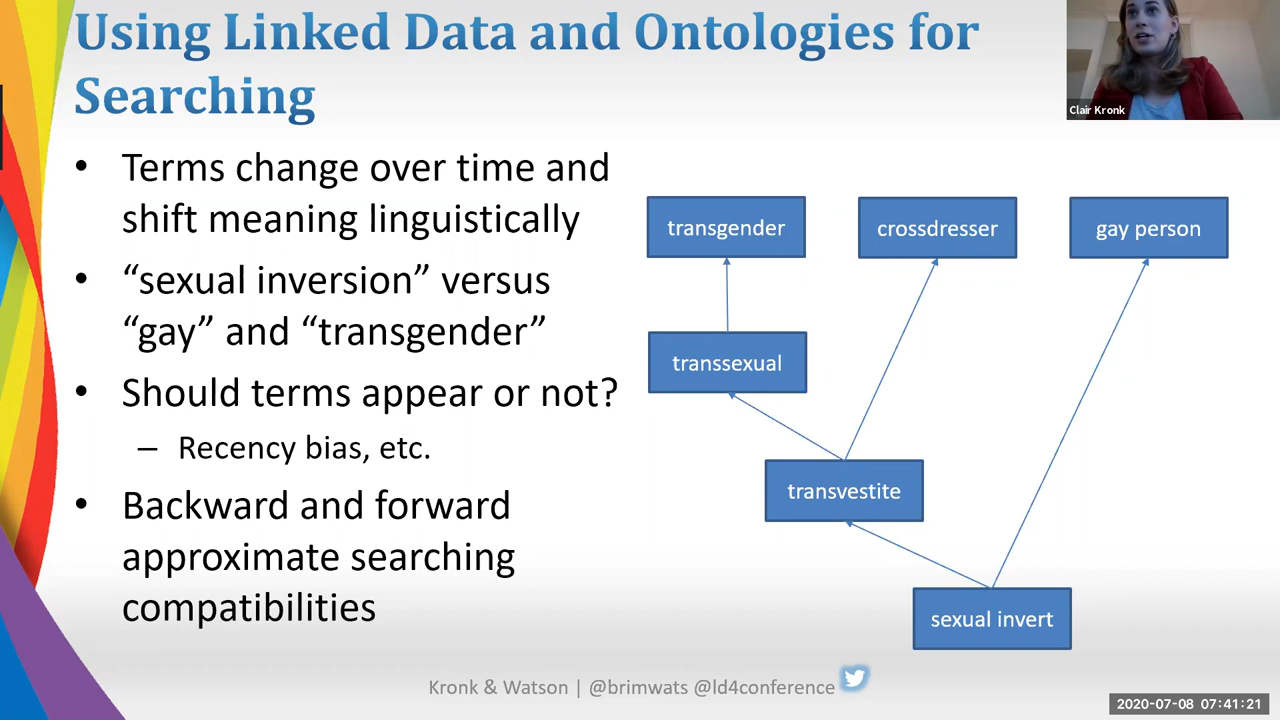 Using Linked Data and Ontologies for
Searching
Clair Kronk
• Terms change over time and
shift meaning linguistically
• “sexual inversion” versus
“gay” and “transgender”
• Should terms appear or not?
– Recency bias, etc.
• Backward and forward
approximate searching
compatibilities
transgender
crossdresser
gay person
transsexual
transvestite
sexual invert
Kronk & Watson | @brimwats @ld4conference
2020-07-08 07:41:21